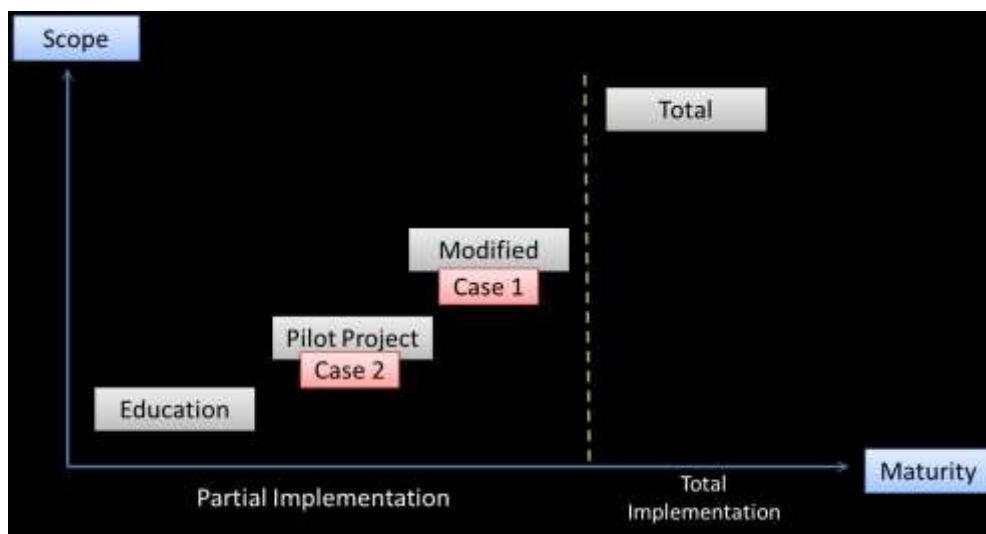 Scope
Total
Modified
Case 1
Pilot Project
Case 2
Education
Maturity
Partial Implementation
Total
Implementation